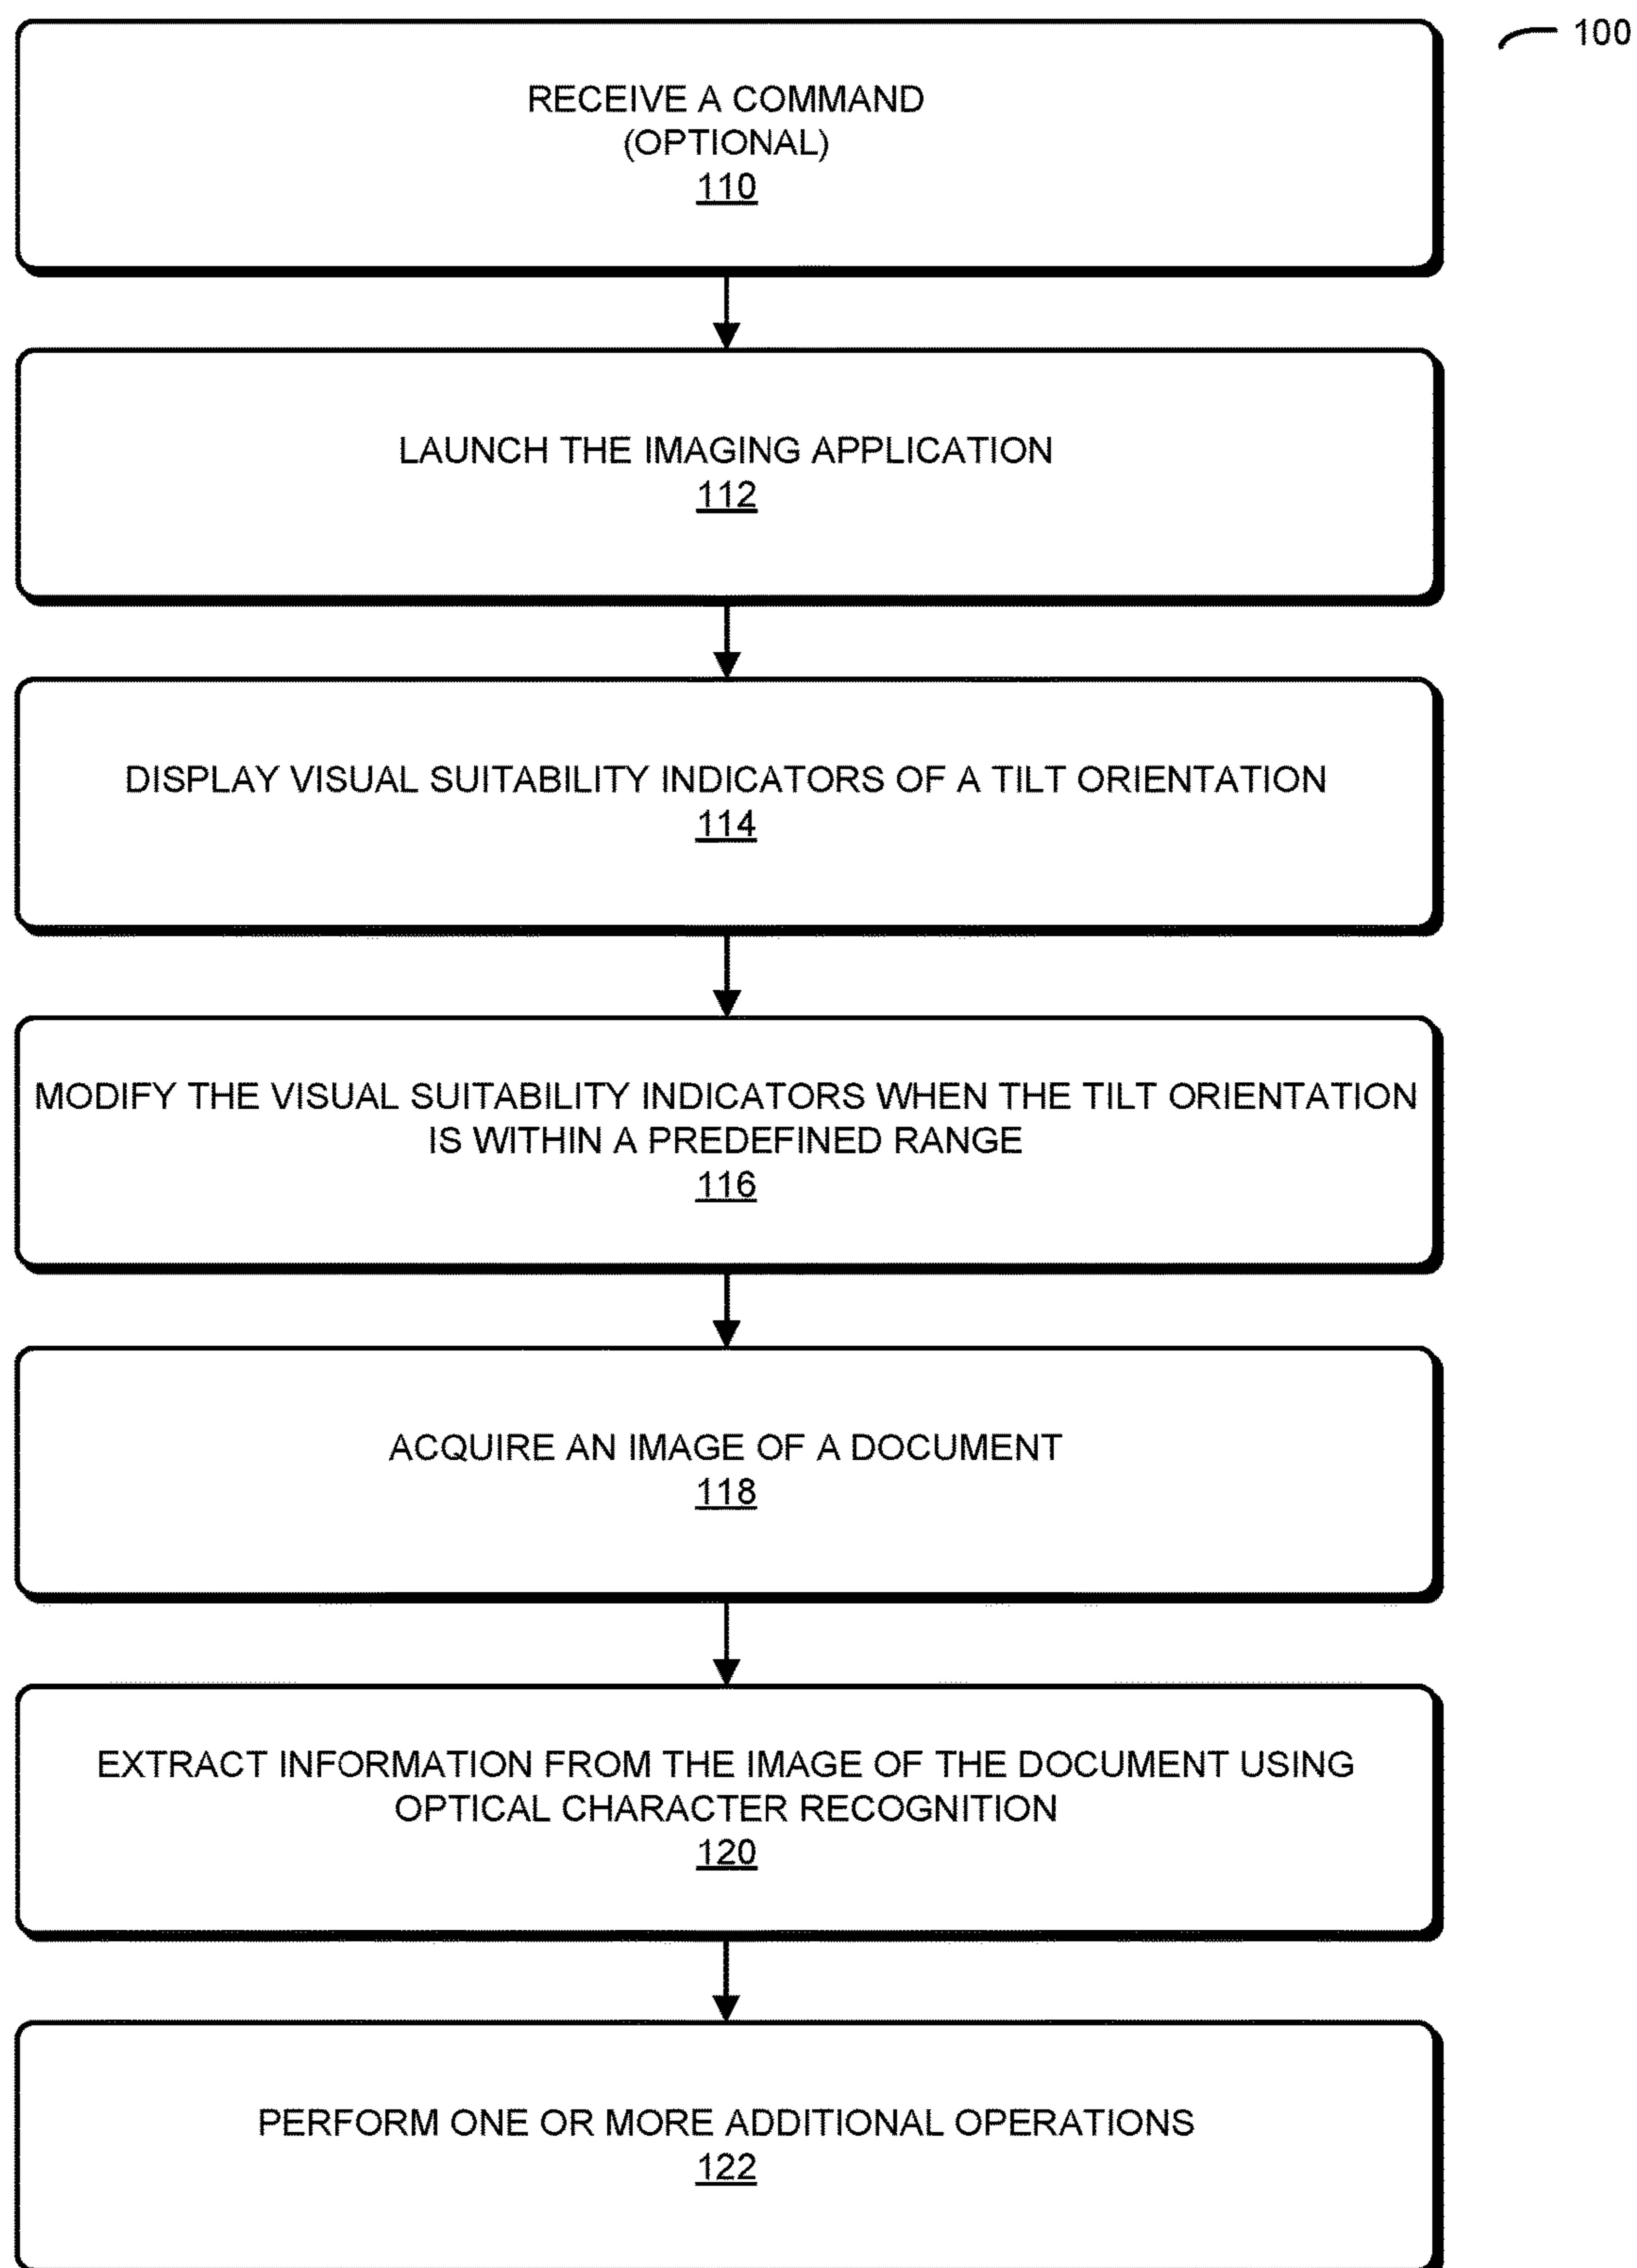 100
RECEIVE A COMMAND
(OPTIONAL)
110
LAUNCH THE IMAGING APPLICATION
112
DISPLAY VISUAL SUITABILITY INDICATORS OF A TILT ORIENTATION
114
MODIFY THE VISUAL SUITABILITY INDICATORS WHEN THE TILT ORIENTATION
IS WITHIN A PREDEFINED RANGE
116
ACQUIRE AN IMAGE OF A DOCUMENT
118
EXTRACT INFORMATION FROM THE IMAGE OF THE DOCUMENT USING
OPTICAL CHARACTER RECOGNITION
120
PERFORM ONE OR MORE ADDITIONAL OPERATIONS
122